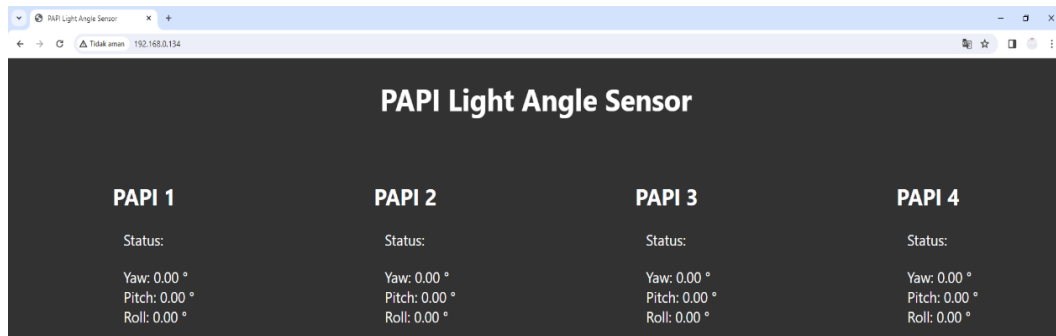 PAPI Light Angle Sensor
Tidak aman 192.168.0.134
PAPI Light Angle Sensor
PAPI 1
Status:
Yaw: 0.00 °
Pitch: 0.00 °
Roll: 0.00 °
PAPI 2
Status:
Yaw: 0.00 °
Pitch: 0.00 °
Roll: 0.00 °
PAPI 3
Status:
Yaw: 0.00 °
Pitch: 0.00 °
Roll: 0.00 °
PAPI 4
Status:
Yaw: 0.00 °
Pitch: 0.00 °
Roll: 0.00 °